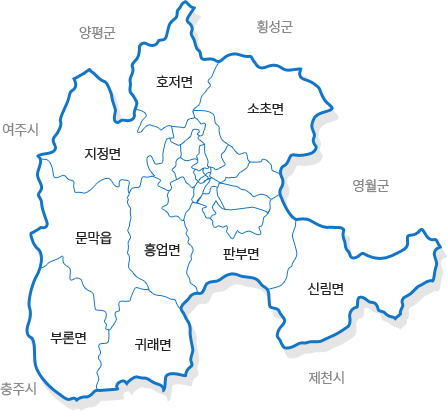 양평군
횡성군
호저면
소초면
여주시
지정면
영월군
문막읍
흥업면
판부면
신림면
부론면
귀래면
제천시
충주시